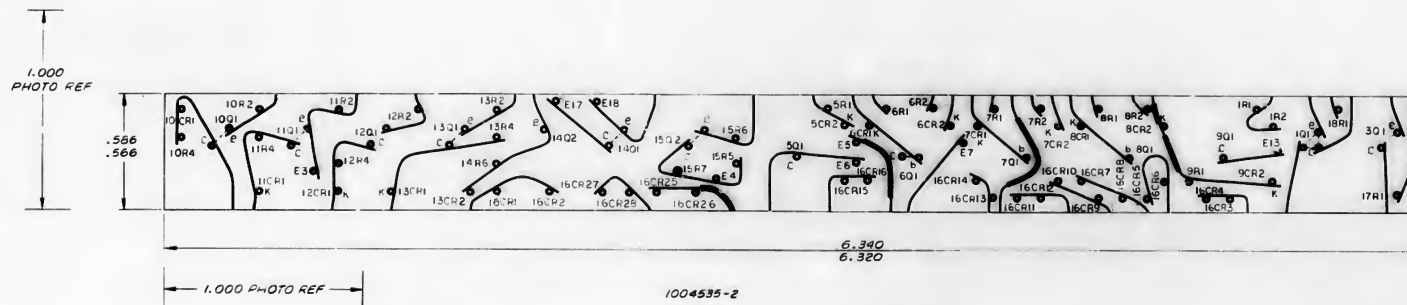 1.000
PHOTO REF
.566
.566
10CR1
10R2
11R2
12R2
13R2
E17
E18
5R1
6R1
6R2
7R1
7R2
8R1
8R2
1R1
10Q1
e
11Q1
e
e
13Q1
e
e
e
15Q2
e
15R6
5CR2
K
6CR1
K
6CR2
K
7CR1
K
K
8CR1
K
8CR2
1R2
1Q1
e
18R1
3Q1
e
10R4
C
11R4
C
12Q1
C
C
13R4
14Q2
C
14Q1
C
E5
E7
7CR2
8Q1
9Q1
E13
C
C
C
E3
12R4
14R6
15R7
15R5
E4
5Q1
C
E6
C
b
6Q1
7Q1
b
b
C
11CR1
K
12CR1
K
K
13CR1
13CR2
16CR1
16CR2
16CR27
16CR28
16CR25
16CR26
16CR15
16CR16
16CR14
16CR13
16CR10
16CR12
16CR11
16CR7
16CR9
16CR8
16CR5
16CR6
9R1
16CR4
16CR3
9CR2
K
K
17R1
6.340
6.320
1.000 PHOTO REF
1004535-2